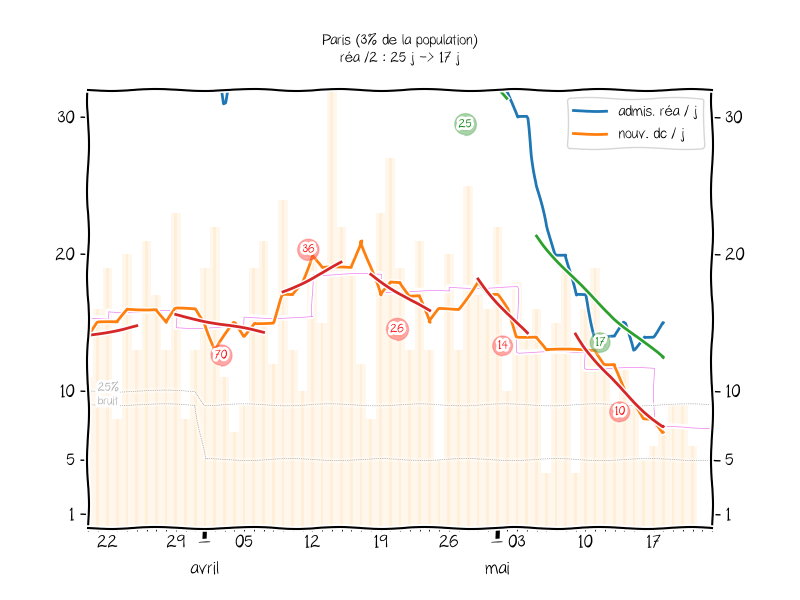 Paris (3% de la population)
réa /2 : 25 j -> 17 j
admis. réa / j
nouv. dc / j
30
30
25
20
20
36
26
70
14
17
10
10
10
25%
bruit
5
5
1
1
22 29 — 05 12 19 26 — 03 10 17
avril mai